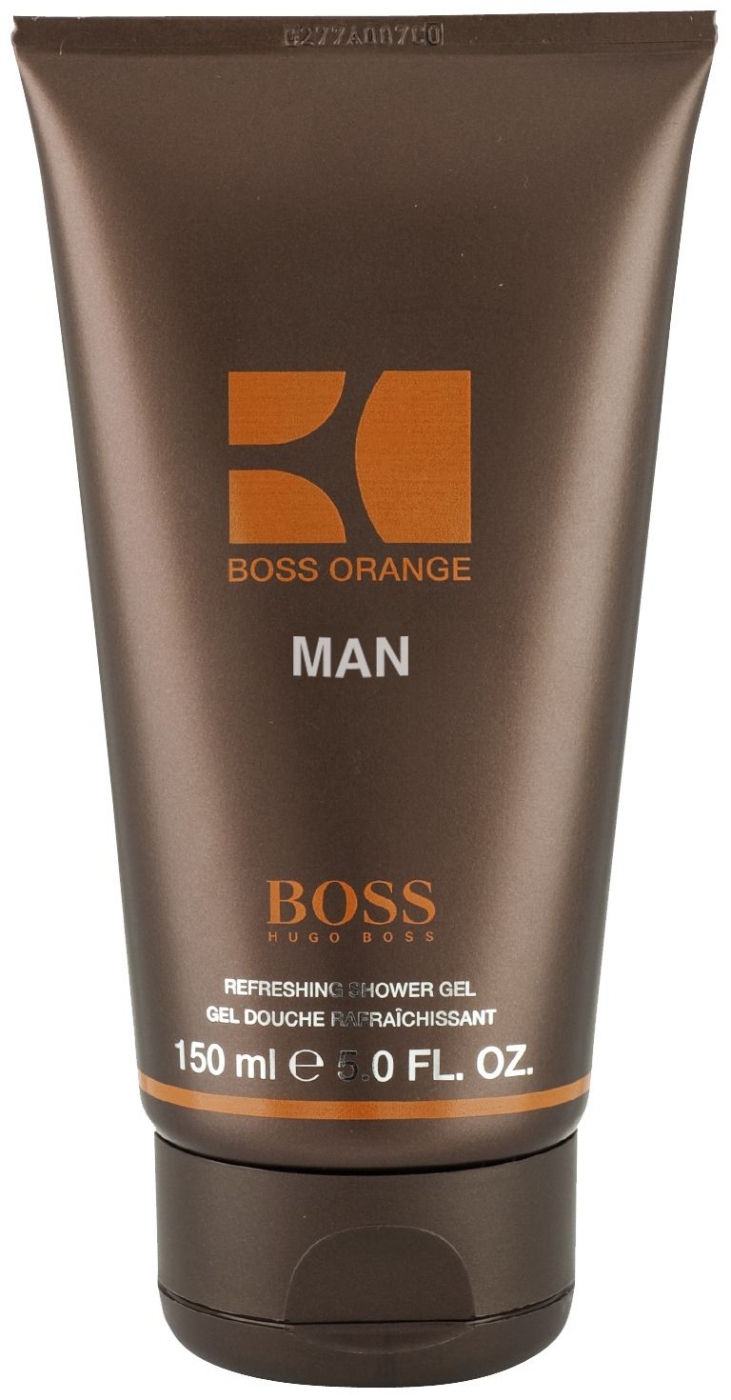 BOSS ORANGE
MAN
BOSS
HUGO BOSS
REFRESHING SHOWER GEL
GEL DOUCHE RAFRAÎCHISSANT
150 ml e 5.0 FL. OZ.